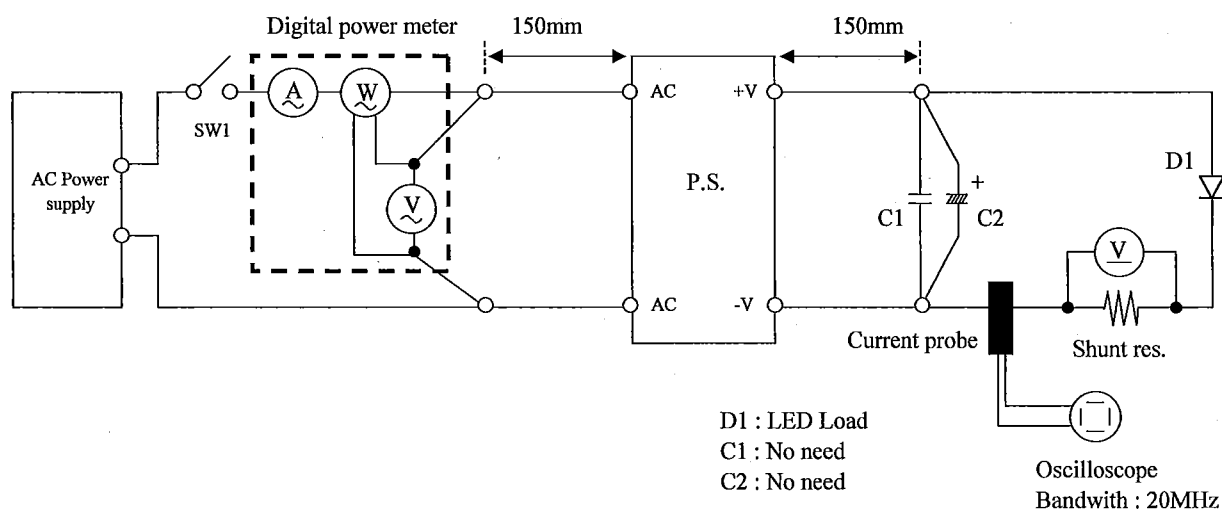 Digital power meter
150mm
150mm
A
W
AC
+V
SW1
D1
AC Power
supply
P.S.
+
V
C1
C2
V
AC
-V
Current probe
Shunt res.
D1 : LED Load
C1 : No need
C2 : No need
Oscilloscope
Bandwith : 20MHz